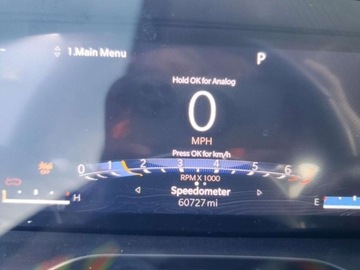 1.Main Menu
P
Hold OK for Analog
0
MPH
Press OK for km/h
0 1 2 3 4 5 6
RPM X 1000
H
Speedometer
E
60727 mi